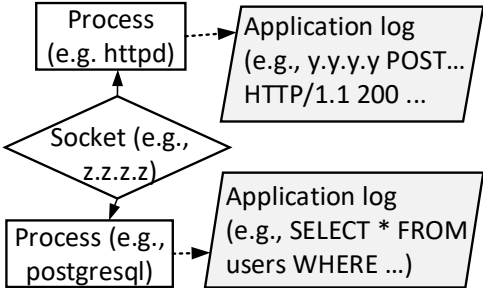 Process
(e.g. httpd)
Application log
(e.g., y.y.y.y POST...
HTTP/1.1 200 ...
Socket (e.g.,
z.z.z.z)
Application log
(e.g., SELECT * FROM
users WHERE ...)
Process (e.g.,
postgresql)